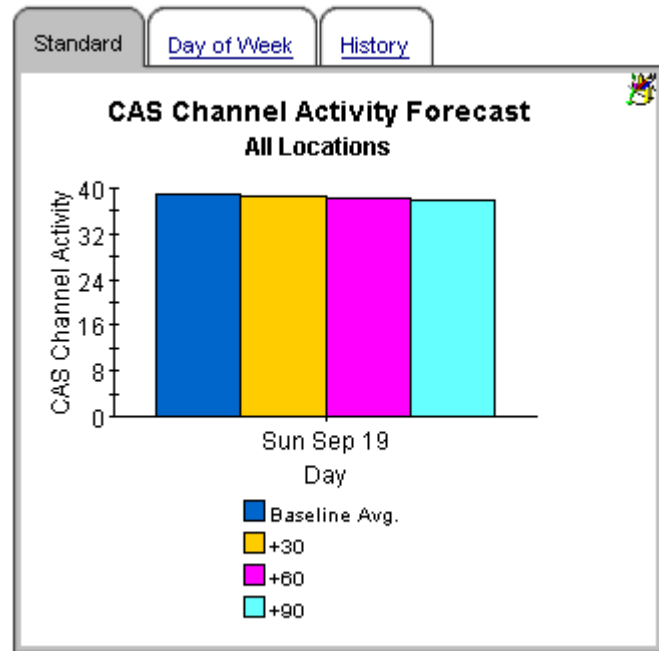 Standard
Day of Week
History
CAS Channel Activity Forecast
All Locations
CAS Channel Activity
40
32
24
16
8
0
Sun Sep 19
Day
Baseline Avg.
+30
+60
+90